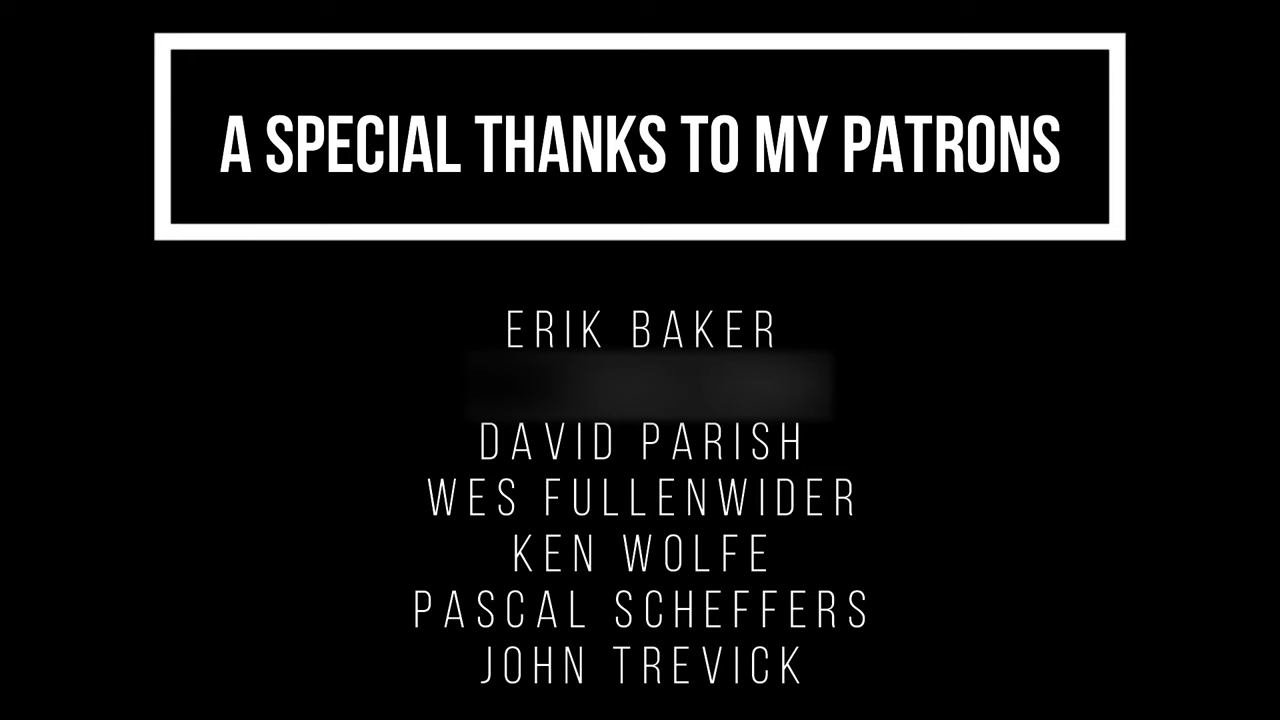 A SPECIAL THANKS TO MY PATRONS
ERIK BAKER
DAVID PARISH
WES FULLENWIDER
KEN WOLFE
PASCAL SCHEFFERS
JOHN TREVICK